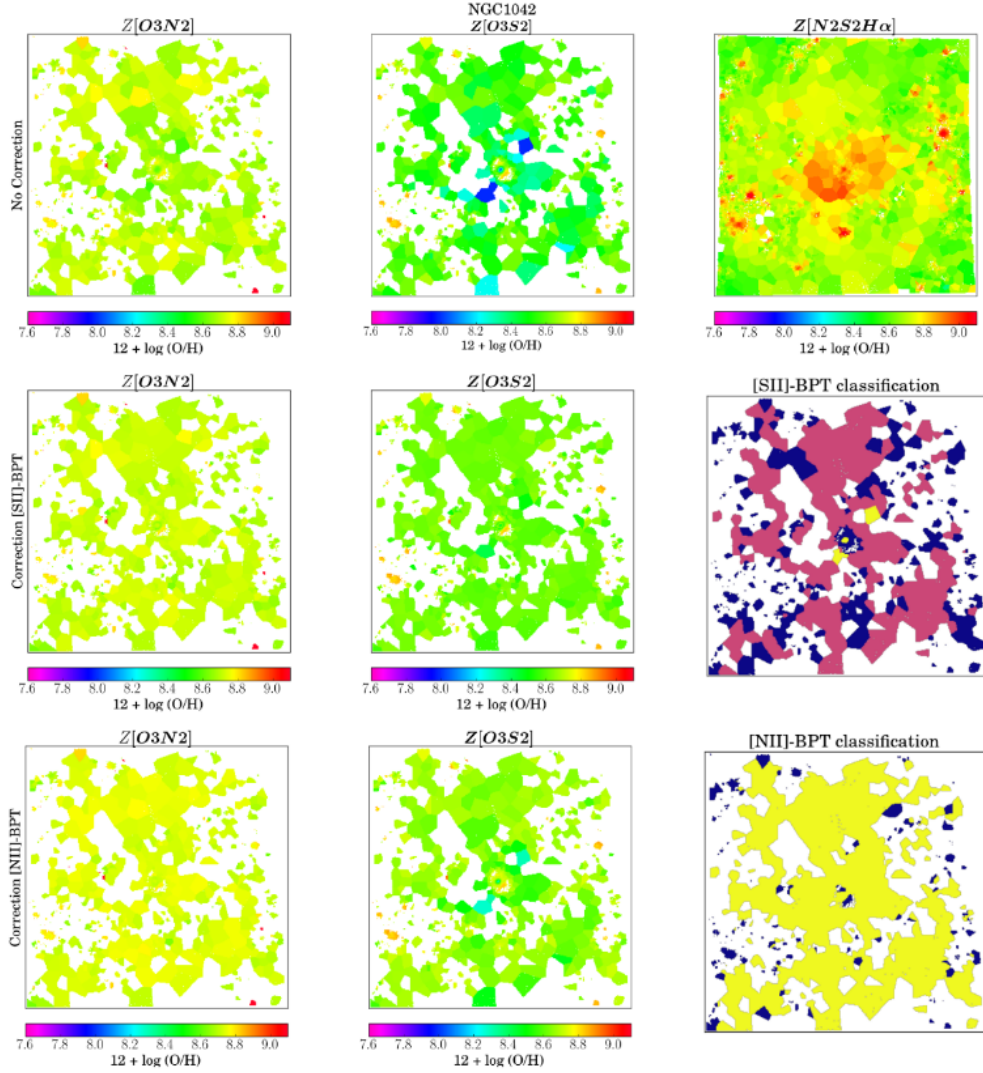 NGC1042
Z[O3N2]
Z[O3S2]
Z[N2S2Hα]
No Correction
7.6 7.8 8.0 8.2 8.4 8.6 8.8 9.0
12 + log (O/H)
7.6 7.8 8.0 8.2 8.4 8.6 8.8 9.0
12 + log (O/H)
7.6 7.8 8.0 8.2 8.4 8.6 8.8 9.0
12 + log (O/H)
Z[O3N2]
Z[O3S2]
[SII]-BPT classification
Correction [SII]-BPT
7.6 7.8 8.0 8.2 8.4 8.6 8.8 9.0
12 + log (O/H)
7.6 7.8 8.0 8.2 8.4 8.6 8.8 9.0
12 + log (O/H)
Z[O3N2]
Z[O3S2]
[NII]-BPT classification
Correction [NII]-BPT
7.6 7.8 8.0 8.2 8.4 8.6 8.8 9.0
12 + log (O/H)
7.6 7.8 8.0 8.2 8.4 8.6 8.8 9.0
12 + log (O/H)